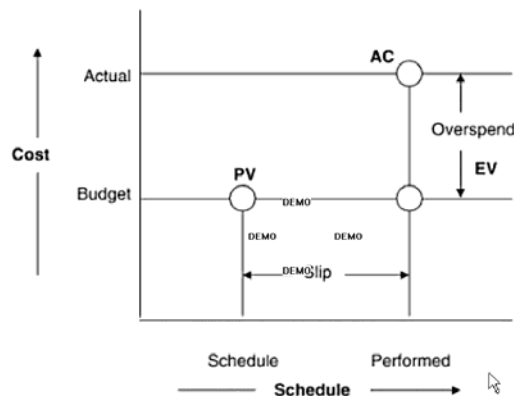 AC
Actual
Overspend
Cost
PV
EV
Budget
DEMO
DEMO
DEMO
DEMO
Slip
Schedule
Performed
Schedule